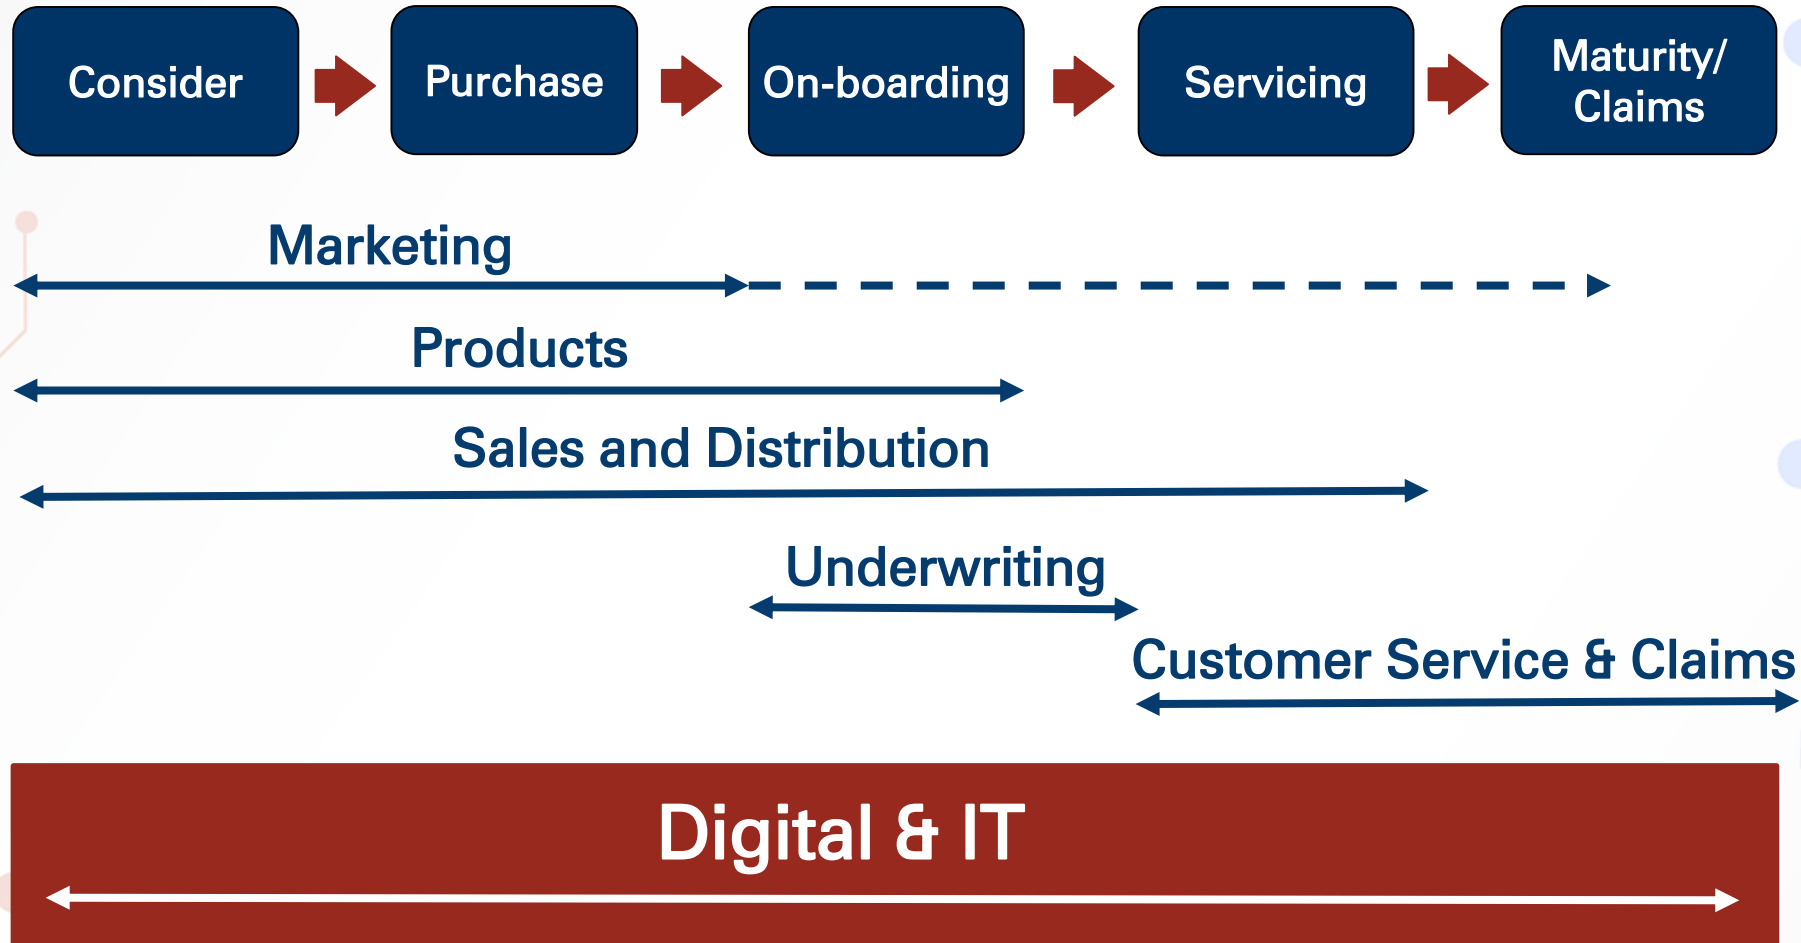 Consider
Purchase
On-boarding
Servicing
Maturity/
Claims
Marketing
Products
Sales and Distribution
Underwriting
Customer Service & Claims
Digital & IT